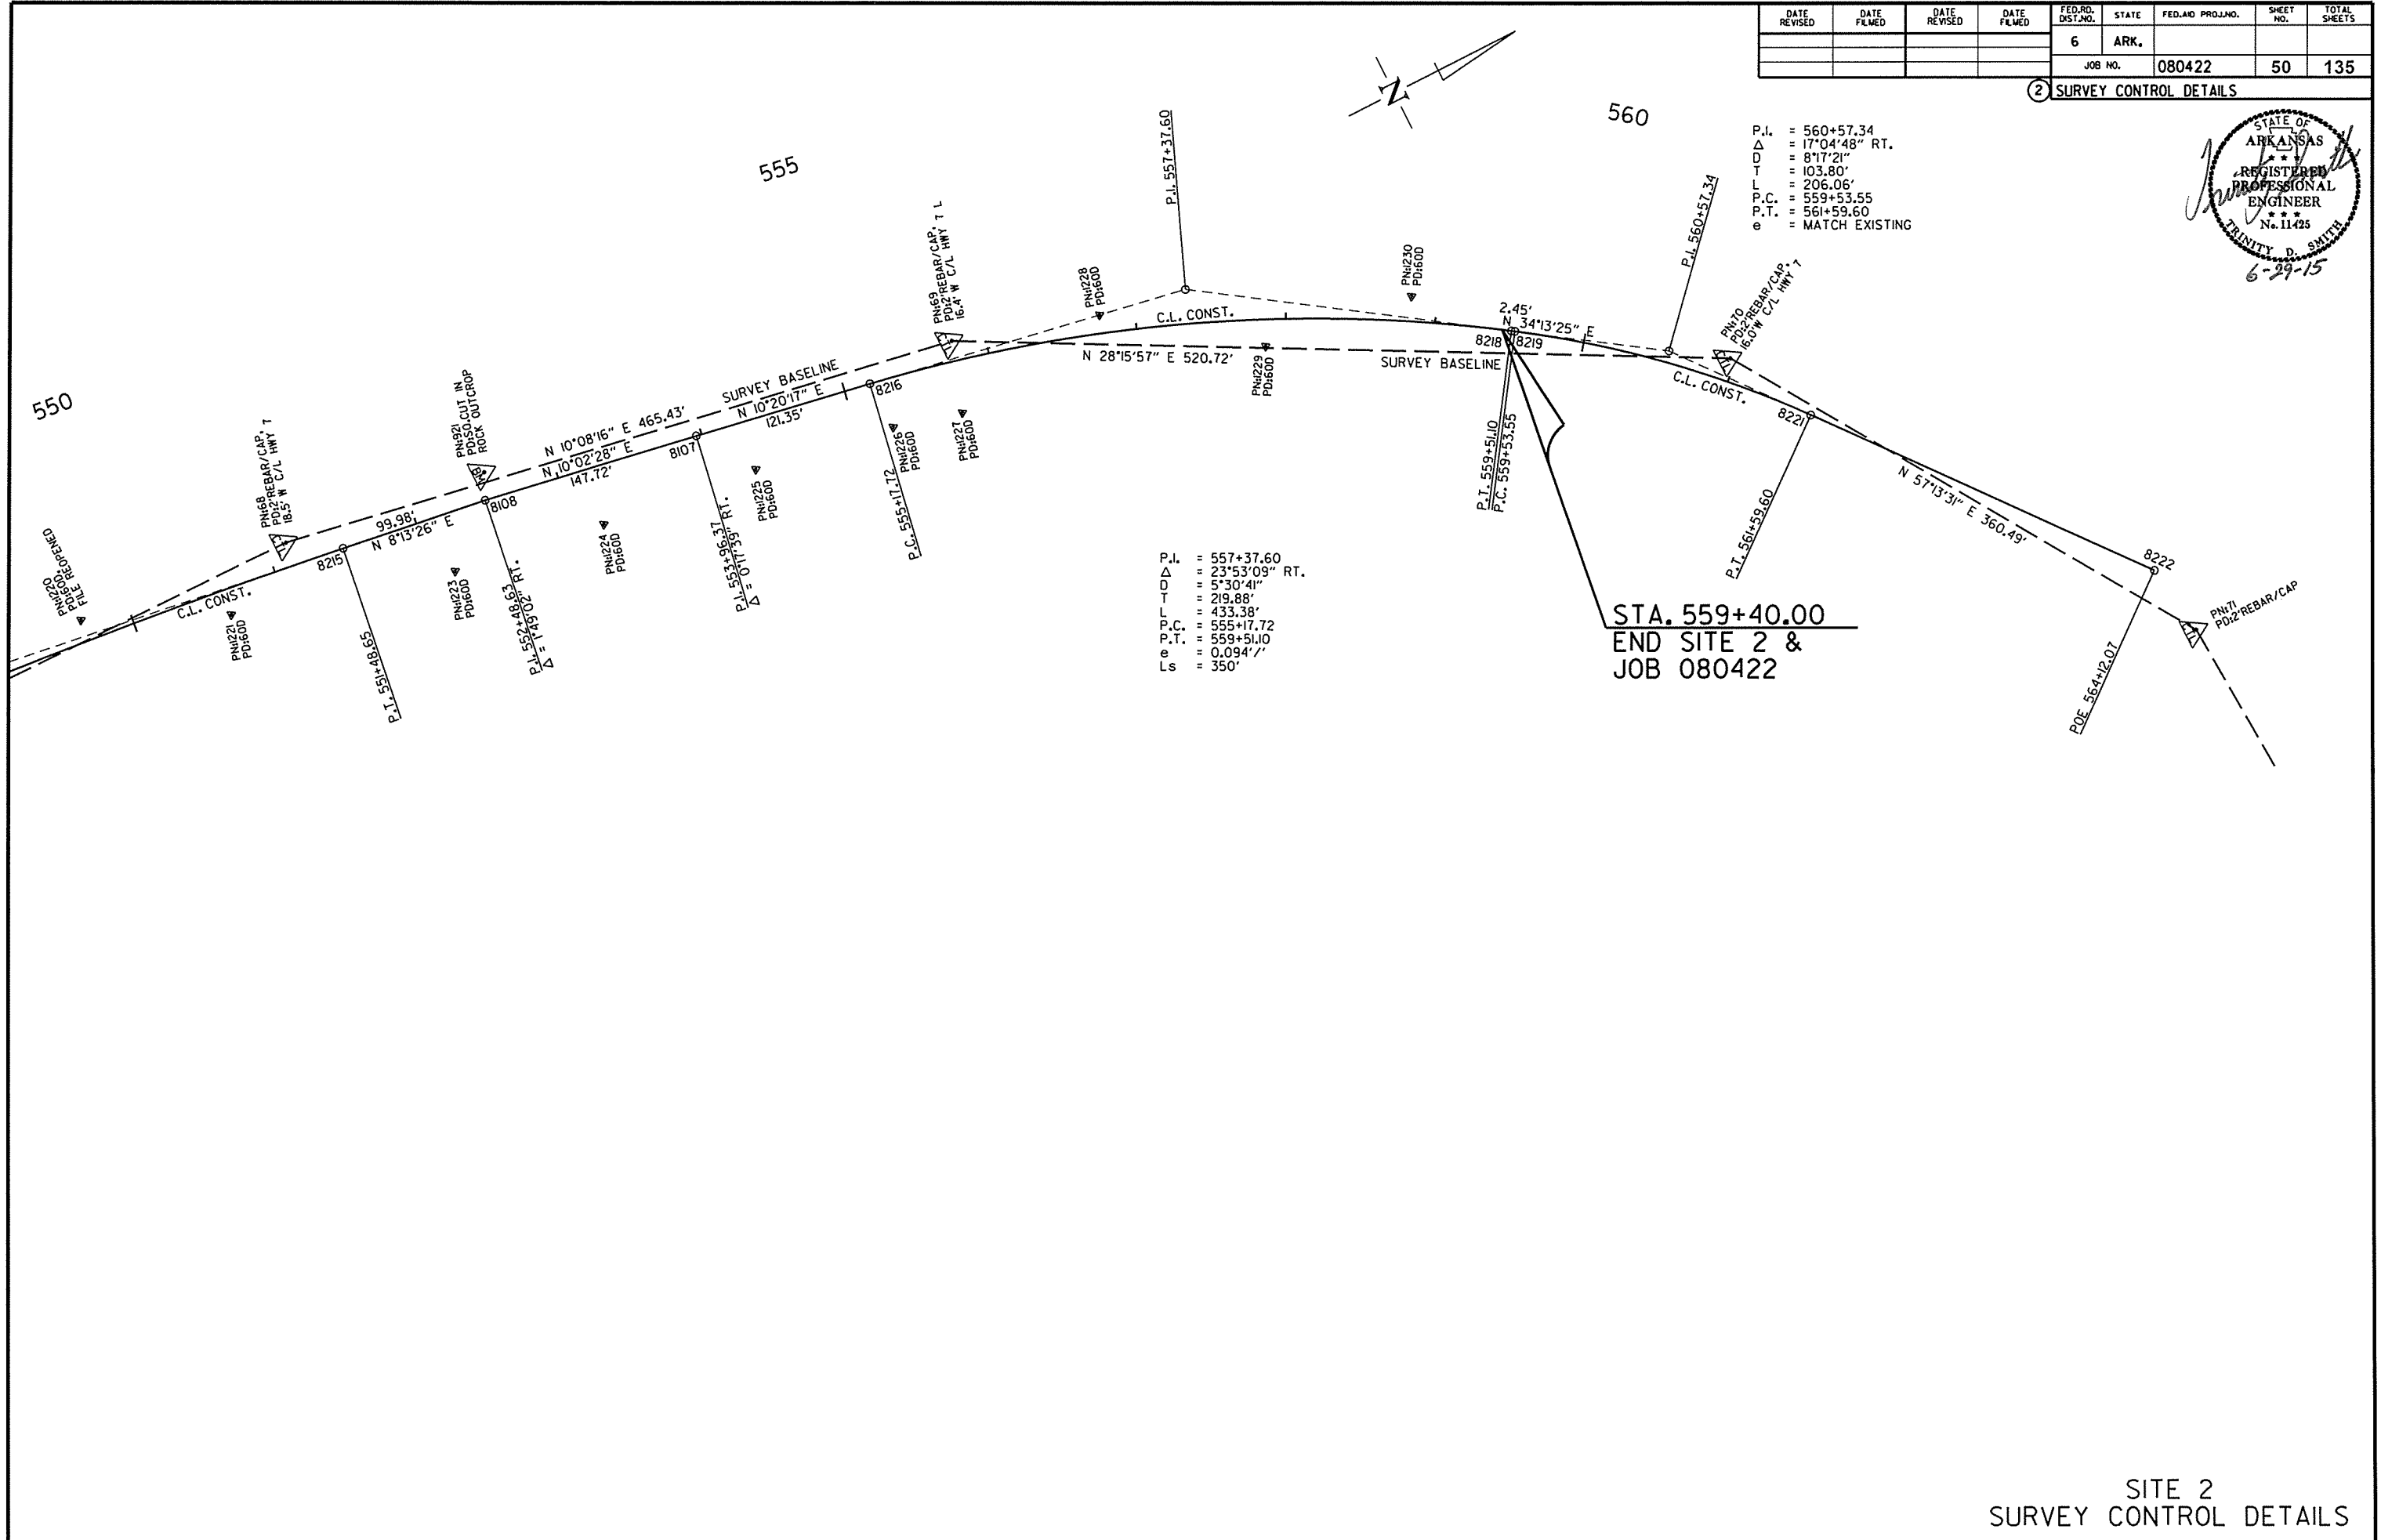 DATE REVISED
DATE FILMED
DATE REVISED
DATE FILMED
FED.RD. DIST.NO.
STATE
FED.AID PROJ.NO.
SHEET NO.
TOTAL SHEETS
6
ARK.
JOB NO.
080422
50
135
2
SURVEY CONTROL DETAILS
STATE OF
ARKANSAS
★ ★ ★
REGISTERED
PROFESSIONAL
ENGINEER
★ ★ ★
No. 11425
TRINITY D. SMITH
6-29-15
N
550
555
560
P.I. = 560+57.34
Δ = 17°04'48" RT.
D = 8°17'21"
T = 103.80'
L = 206.06'
P.C. = 559+53.55
P.T. = 561+59.60
e = MATCH EXISTING
P.I. 557+37.60
P.I. 560+57.34
PN:1220
PD:60D.
FILE REOPENED
PN:1221
PD:60D
PN:68
PD:2'REBAR/CAP,
18.5' W C/L HWY 7
PN:921
PD:SQ.CUT IN
ROCK OUTCROP
BM
PN:69
PD:2'REBAR/CAP, 7 L
16.4' W C/L HWY 7 L
PN:1228
PD:60D
PN:1230
PD:60D
PN:70
PD:2'REBAR/CAP,
16.0'W C/L HWY 7
PN:71
PD:2'REBAR/CAP
C.L. CONST.
99.98'
N 8°13'26" E
8215
8108
N 10°08'16" E 465.43'
SURVEY BASELINE
N 10°02'28" E
147.72'
8107
N 10°20'17" E
121.35'
8216
C.L. CONST.
N 28°15'57" E 520.72'
SURVEY BASELINE
2.45'
N 34°13'25" E
8218
8219
C.L. CONST.
8221
N 57°13'31" E 360.49'
8222
PN:1223
PD:60D
PN:1224
PD:60D
PN:1225
PD:60D
PN:1226
PD:60D
PN:1227
PD:60D
PN:1229
PD:60D
P.T. 551+48.65
P.I. 552+48.63
Δ = 1°49'02" RT.
P.I. 553+96.37
Δ = 0°17'39" RT.
P.C. 555+17.72
P.T. 559+51.10
P.C. 559+53.55
P.T. 561+59.60
POE 564+12.07
P.I. = 557+37.60
Δ = 23°53'09" RT.
D = 5°30'41"
T = 219.88'
L = 433.38'
P.C. = 555+17.72
P.T. = 559+51.10
e = 0.094'/'
Ls = 350'
STA. 559+40.00
END SITE 2 &
JOB 080422
SITE 2
SURVEY CONTROL DETAILS